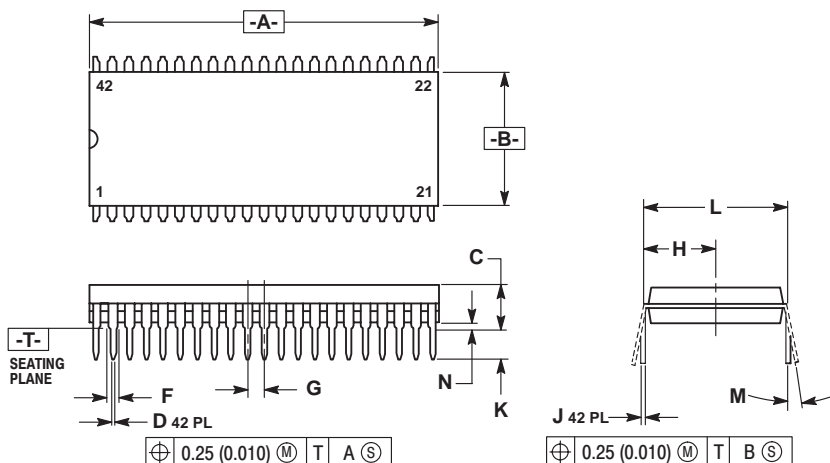 -A-
42 22
-B-
1 21
L
H
C
-T-
SEATING
PLANE
F
G
N
K
M
D 42 PL
J 42 PL
⌖ 0.25 (0.010) Ⓜ T A Ⓢ
⌖ 0.25 (0.010) Ⓜ T B Ⓢ